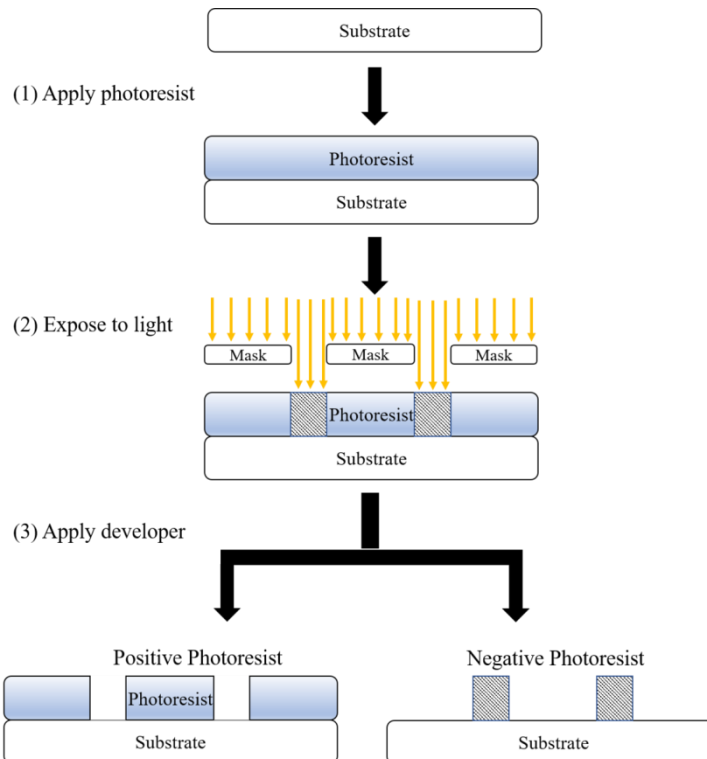 Substrate
(1) Apply photoresist
Photoresist
Substrate
(2) Expose to light
Mask Mask Mask
Photoresist
Substrate
(3) Apply developer
Positive Photoresist Negative Photoresist
Photoresist
Substrate Substrate